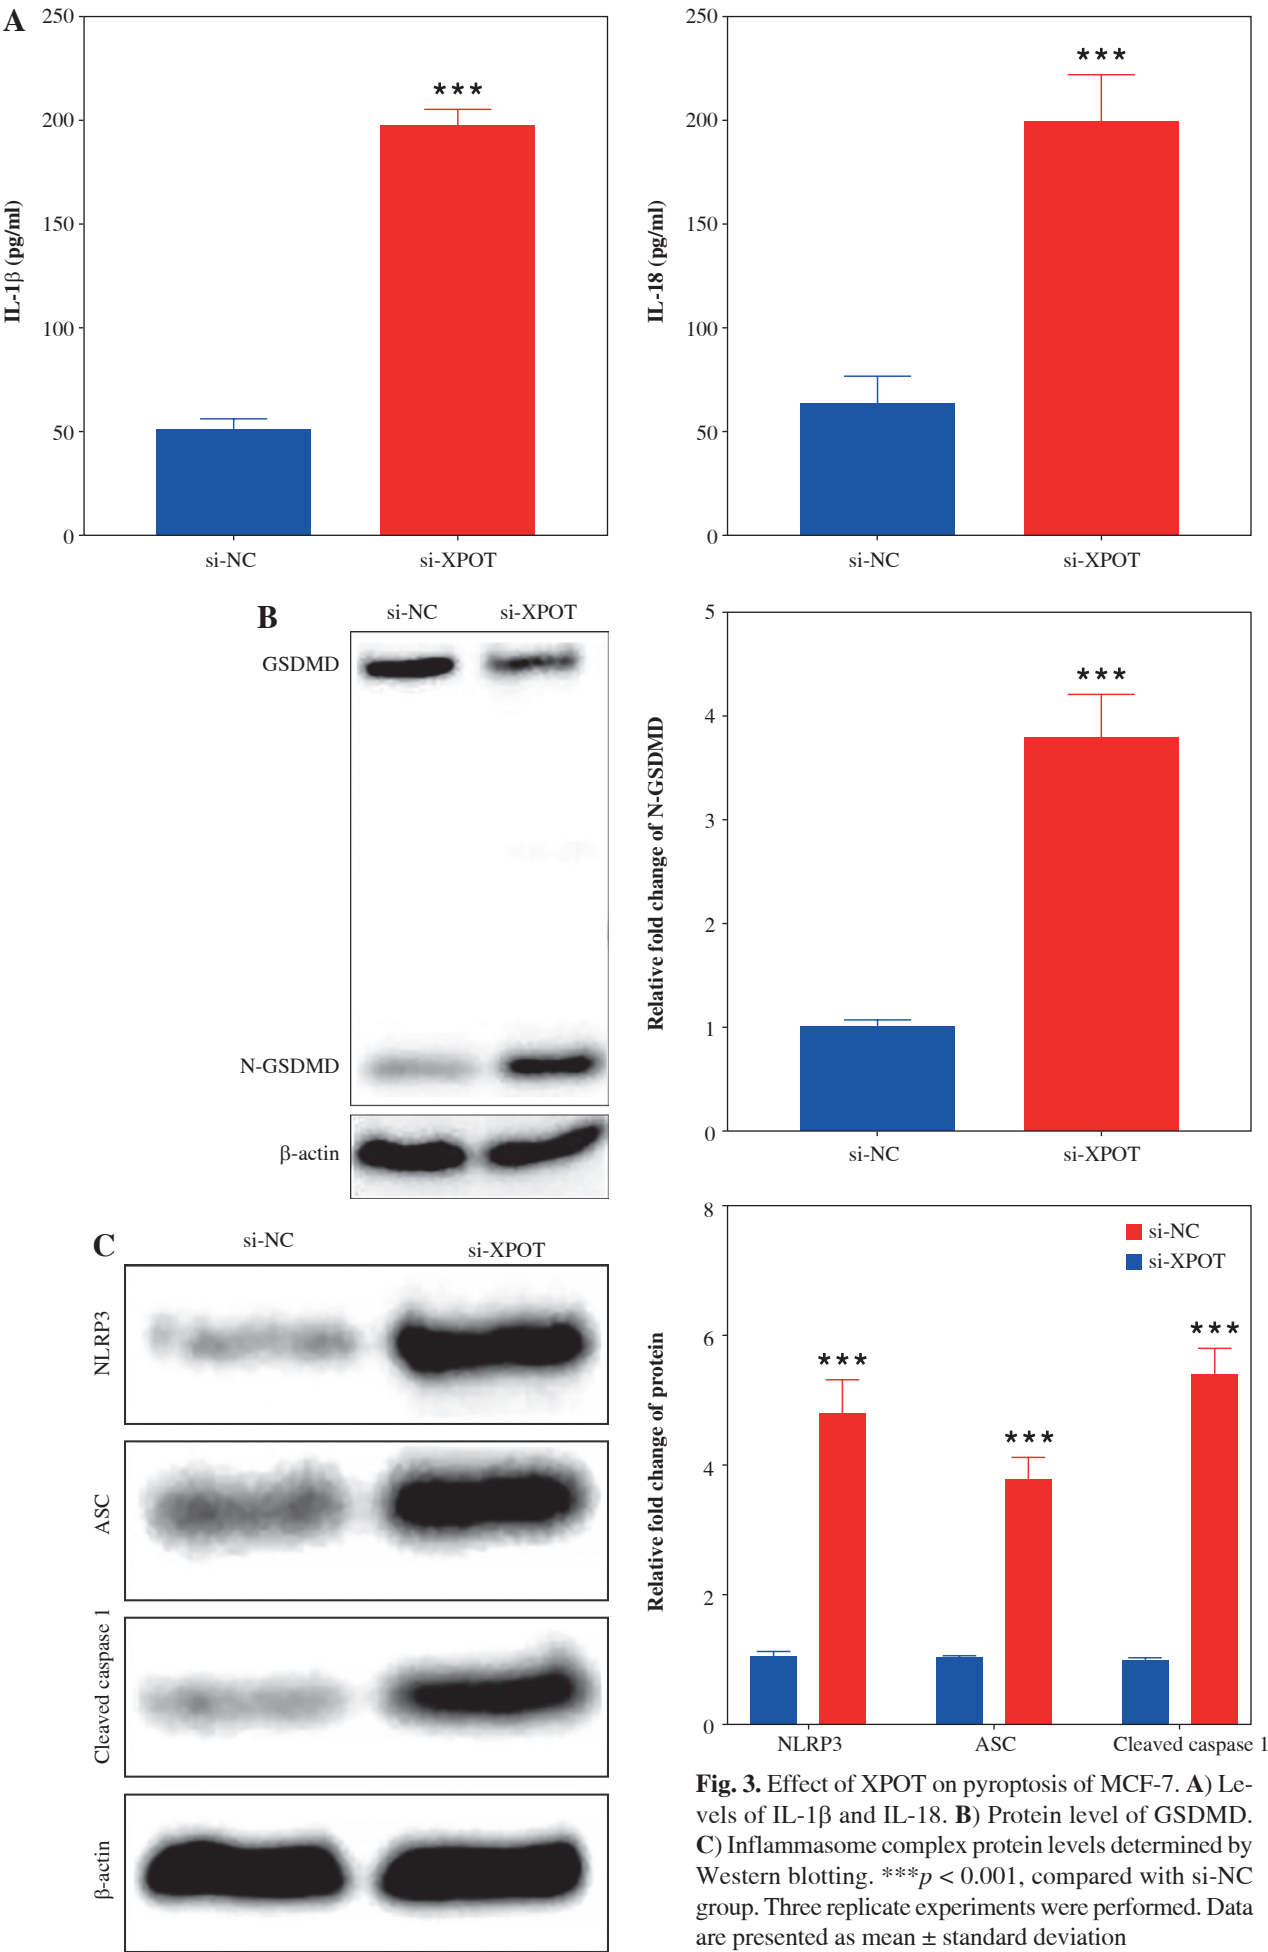 A
250
200
150
100
50
0
IL-1β (pg/ml)
***
si-NC
si-XPOT
250
200
150
100
50
0
IL-18 (pg/ml)
***
si-NC
si-XPOT
B
si-NC
si-XPOT
GSDMD
N-GSDMD
β-actin
5
4
3
2
1
0
Relative fold change of N-GSDMD
***
si-NC
si-XPOT
C
si-NC
si-XPOT
NLRP3
ASC
Cleaved caspase 1
β-actin
8
6
4
2
0
Relative fold change of protein
si-NC
si-XPOT
***
***
***
NLRP3
ASC
Cleaved caspase 1
Fig. 3. Effect of XPOT on pyroptosis of MCF-7. A) Le-
vels of IL-1β and IL-18. B) Protein level of GSDMD.
C) Inflammasome complex protein levels determined by
Western blotting. ***p < 0.001, compared with si-NC
group. Three replicate experiments were performed. Data
are presented as mean ± standard deviation